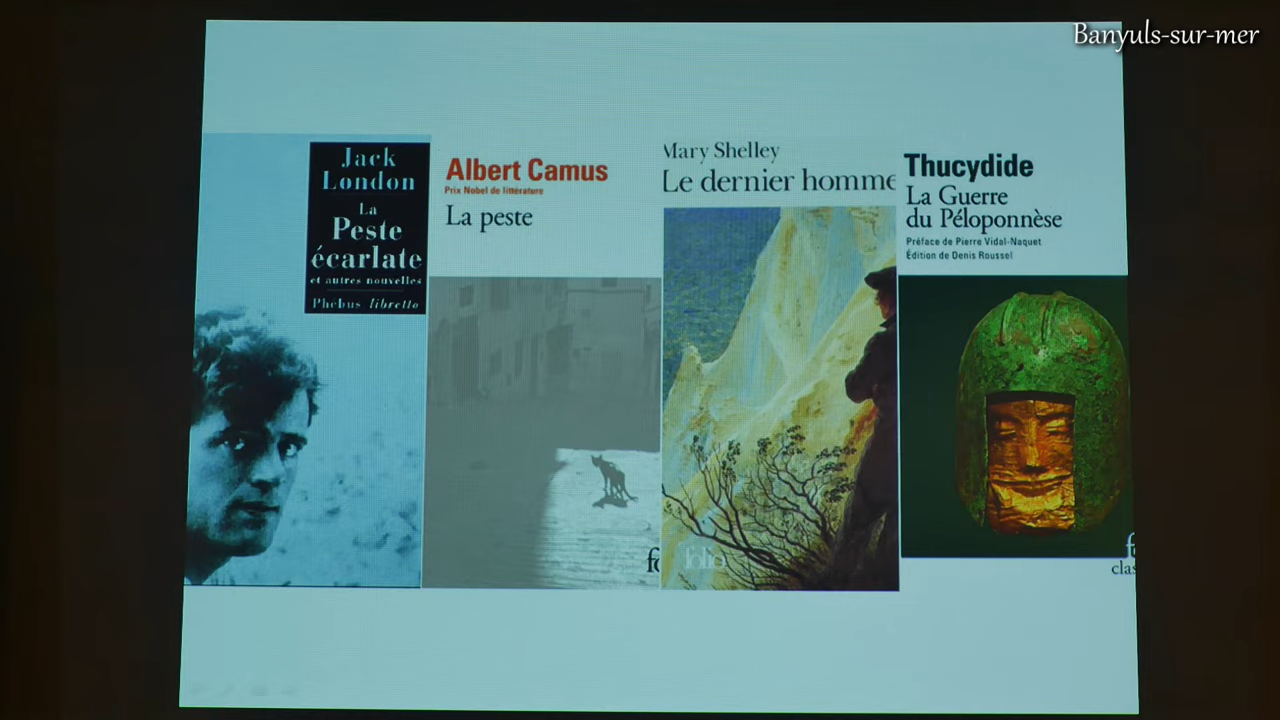 Banyuls-sur-mer
Jack
London
La
Peste
écarlate
et autres nouvelles
Phébus libretto
Albert Camus
Prix Nobel de littérature
La peste
Mary Shelley
Le dernier homme
folio
Thucydide
La Guerre
du Péloponnèse
Préface de Pierre Vidal-Naquet
Édition de Denis Roussel